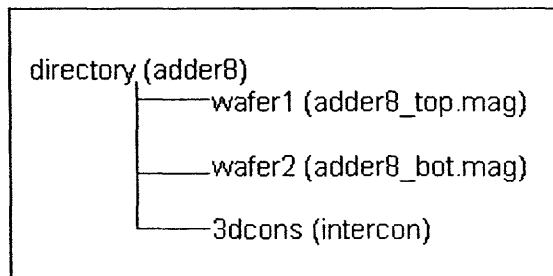 directory (adder8)
wafer1 (adder8_top.mag)
wafer2 (adder8_bot.mag)
3dcons (intercon)